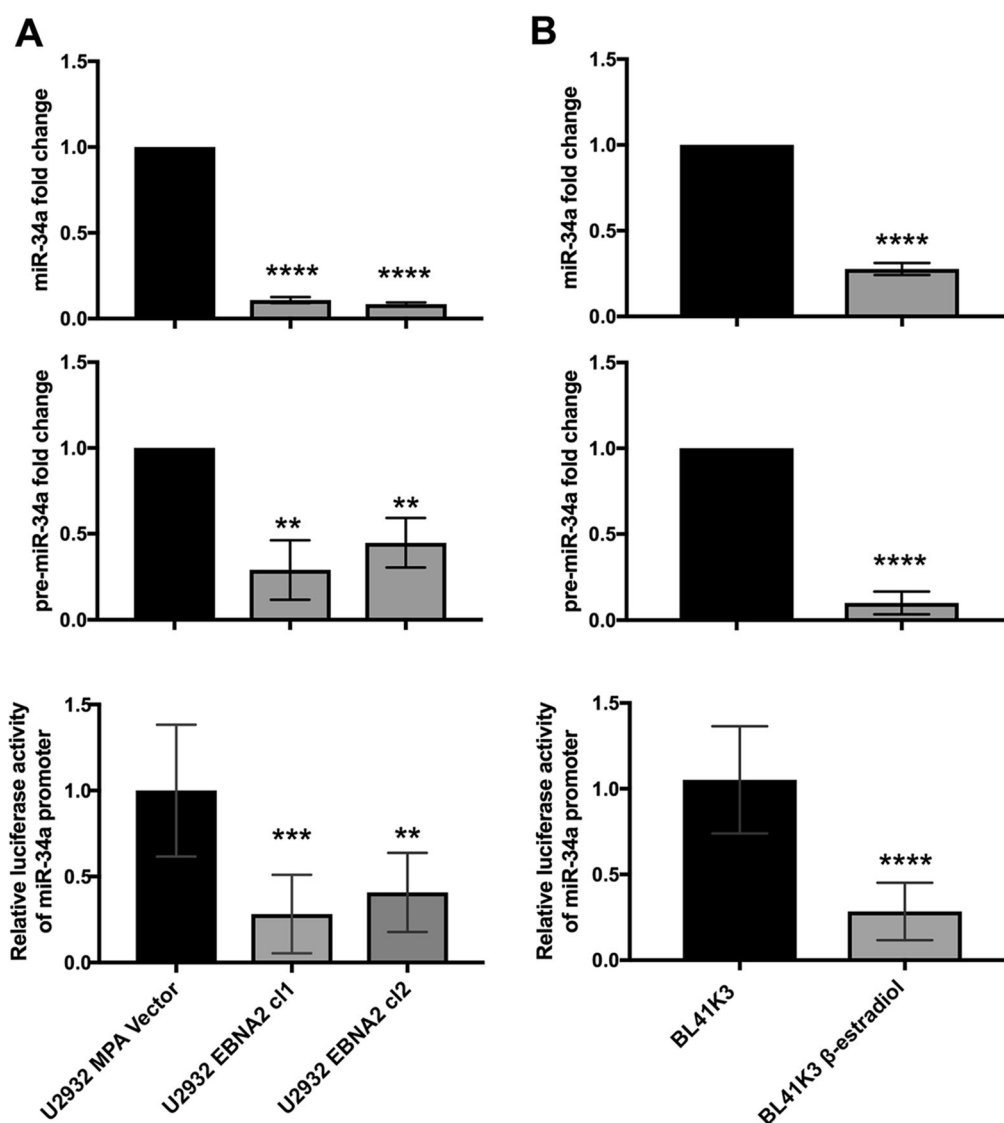 A
B
miR-34a fold change
1.5
1.0
0.5
0.0
****
****
miR-34a fold change
1.5
1.0
0.5
0.0
****
pre-miR-34a fold change
1.5
1.0
0.5
0.0
**
**
pre-miR-34a fold change
1.5
1.0
0.5
0.0
****
Relative luciferase activity
of miR-34a promoter
1.5
1.0
0.5
0.0
***
**
U2932 MPA Vector
U2932 EBNA2 cl1
U2932 EBNA2 cl2
Relative luciferase activity
of miR-34a promoter
1.5
1.0
0.5
0.0
****
BL41K3
BL41K3 β-estradiol